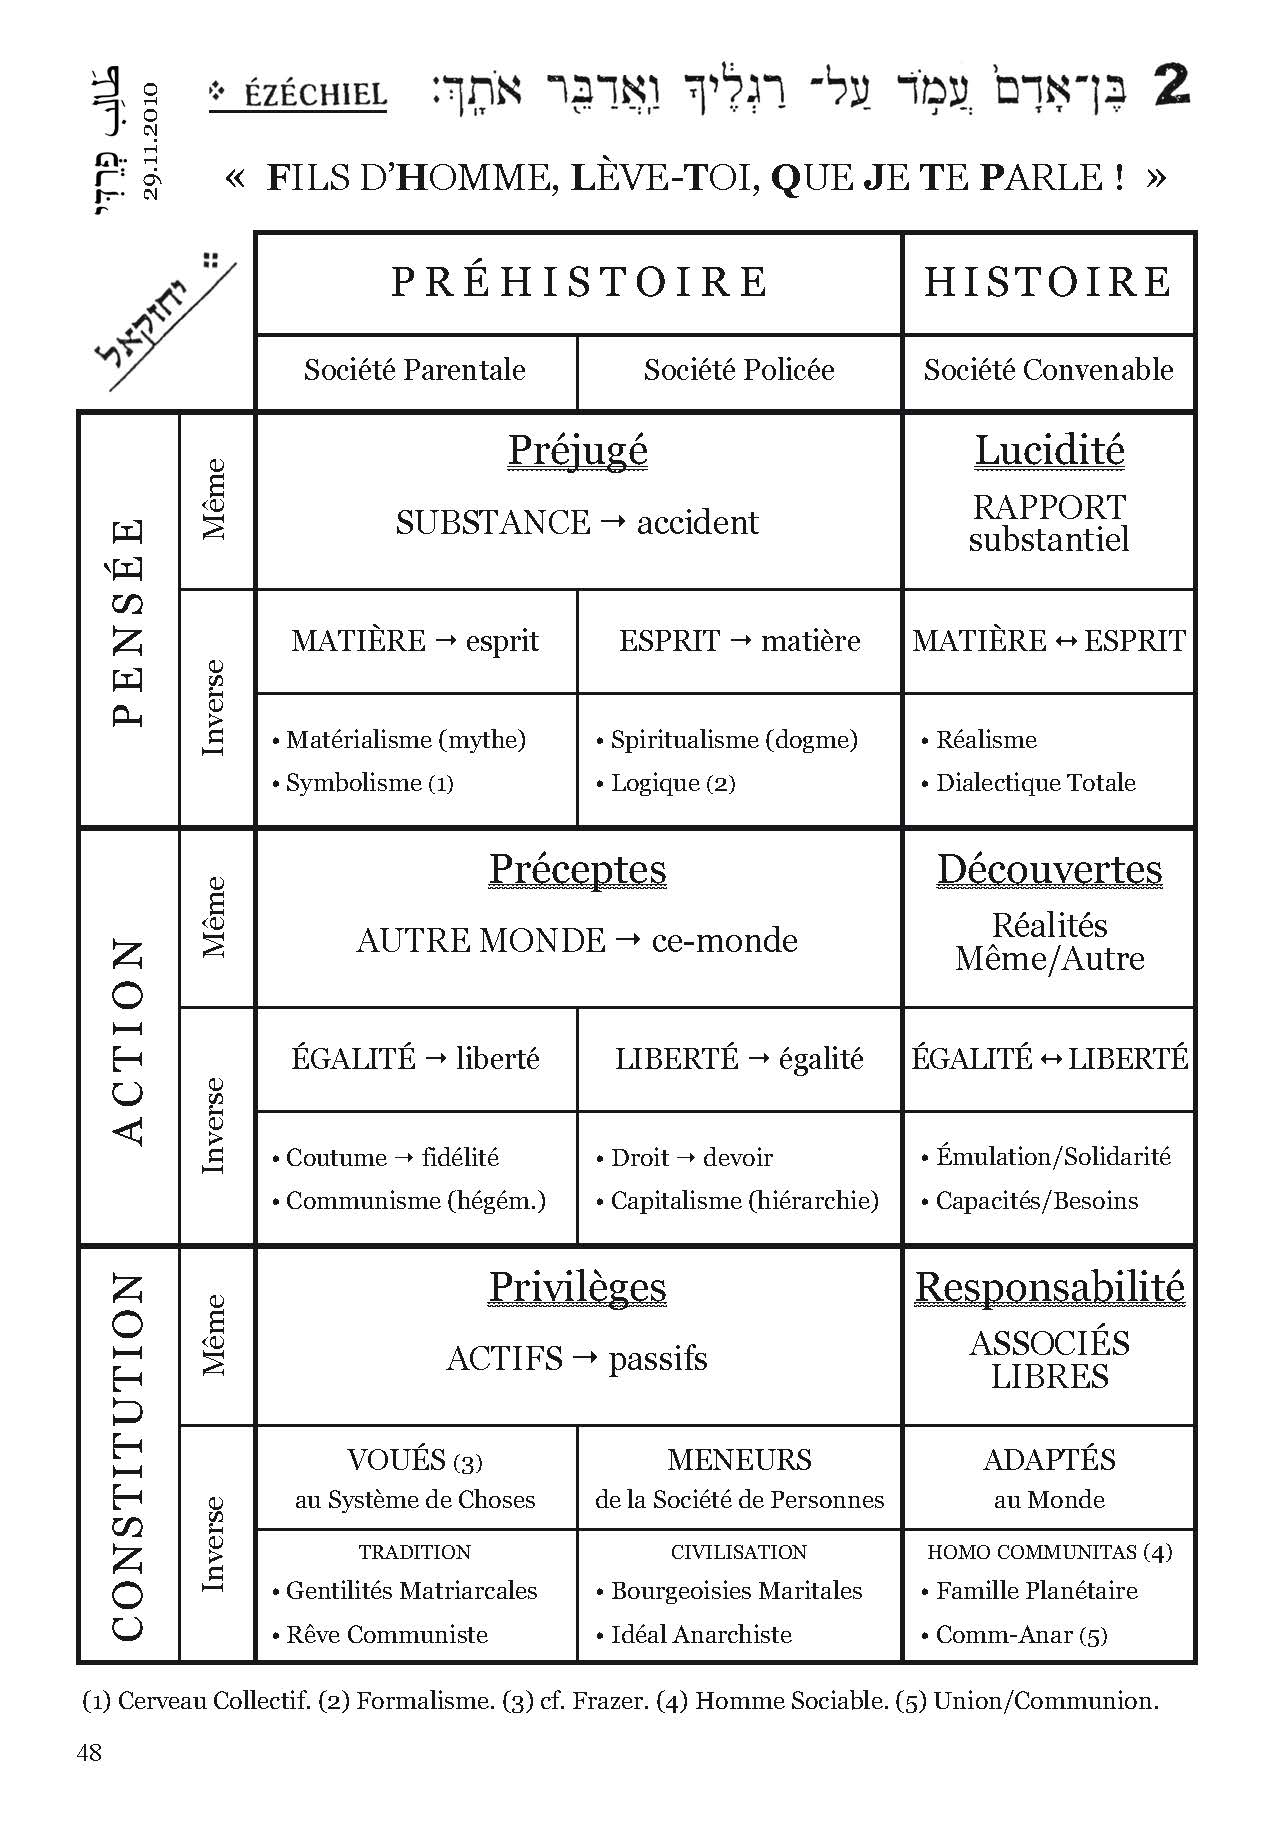 ❖ ÉZÉCHIEL בֶּן־אָדָם֙ עֲמֹ֣ד עַל־ רַגְלֶ֔יךָ וַאֲדַבֵּ֖ר אֹתָֽךְ׃ 2
29.11.2010
« FILS D’HOMME, LÈVE-TOI, QUE JE TE PARLE ! »
יחזקאל
PRÉHISTOIRE HISTOIRE
Société Parentale Société Policée Société Convenable
PENSÉE
Même
Préjugé Lucidité
SUBSTANCE → accident RAPPORT
substantiel
Inverse
MATIÈRE → esprit ESPRIT → matière MATIÈRE ↔ ESPRIT
• Matérialisme (mythe) • Spiritualisme (dogme) • Réalisme
• Symbolisme (1) • Logique (2) • Dialectique Totale
ACTION
Même
Préceptes Découvertes
AUTRE MONDE → ce-monde Réalités
Même/Autre
Inverse
ÉGALITÉ → liberté LIBERTÉ → égalité ÉGALITÉ ↔ LIBERTÉ
• Coutume → fidélité • Droit → devoir • Émulation/Solidarité
• Communisme (hégém.) • Capitalisme (hiérarchie) • Capacités/Besoins
CONSTITUTION
Même
Privilèges Responsabilité
ACTIFS → passifs ASSOCIÉS
LIBRES
Inverse
VOUÉS (3) MENEURS ADAPTÉS
au Système de Choses de la Société de Personnes au Monde
TRADITION CIVILISATION HOMO COMMUNITAS (4)
• Gentilités Matriarcales • Bourgeoisies Maritales • Famille Planétaire
• Rêve Communiste • Idéal Anarchiste • Comm-Anar (5)
(1) Cerveau Collectif. (2) Formalisme. (3) cf. Frazer. (4) Homme Sociable. (5) Union/Communion.
48